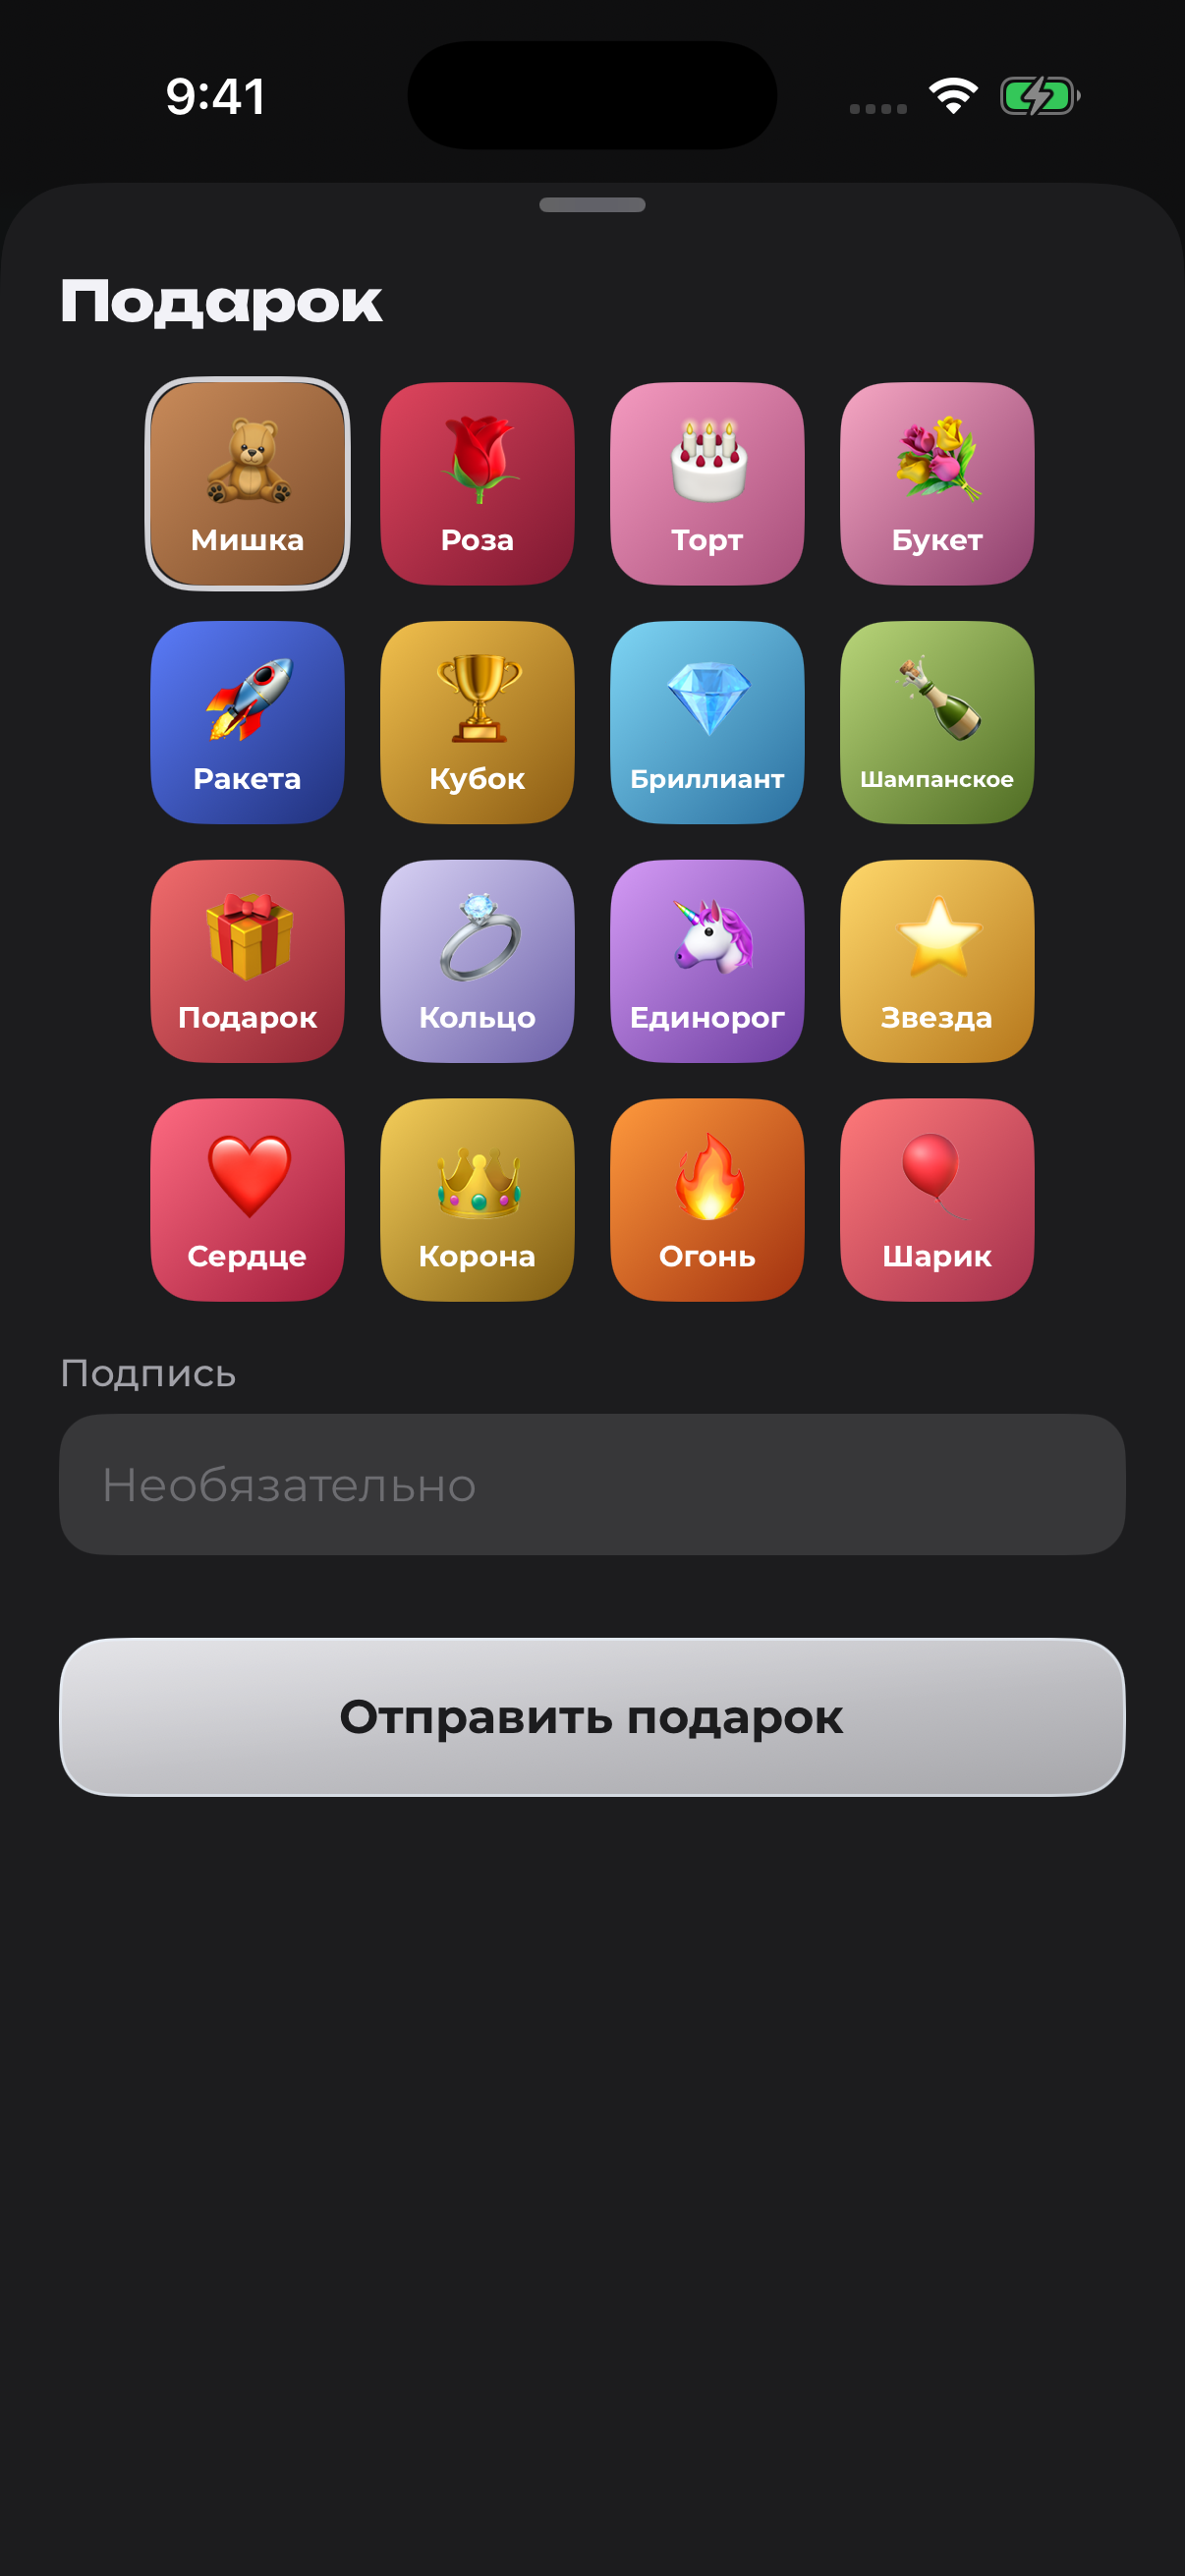 9:41
Подарок
Мишка
Роза
Торт
Букет
Ракета
Кубок
Бриллиант
Шампанское
Подарок
Кольцо
Единорог
Звезда
Сердце
Корона
Огонь
Шарик
Подпись
Необязательно
Отправить подарок